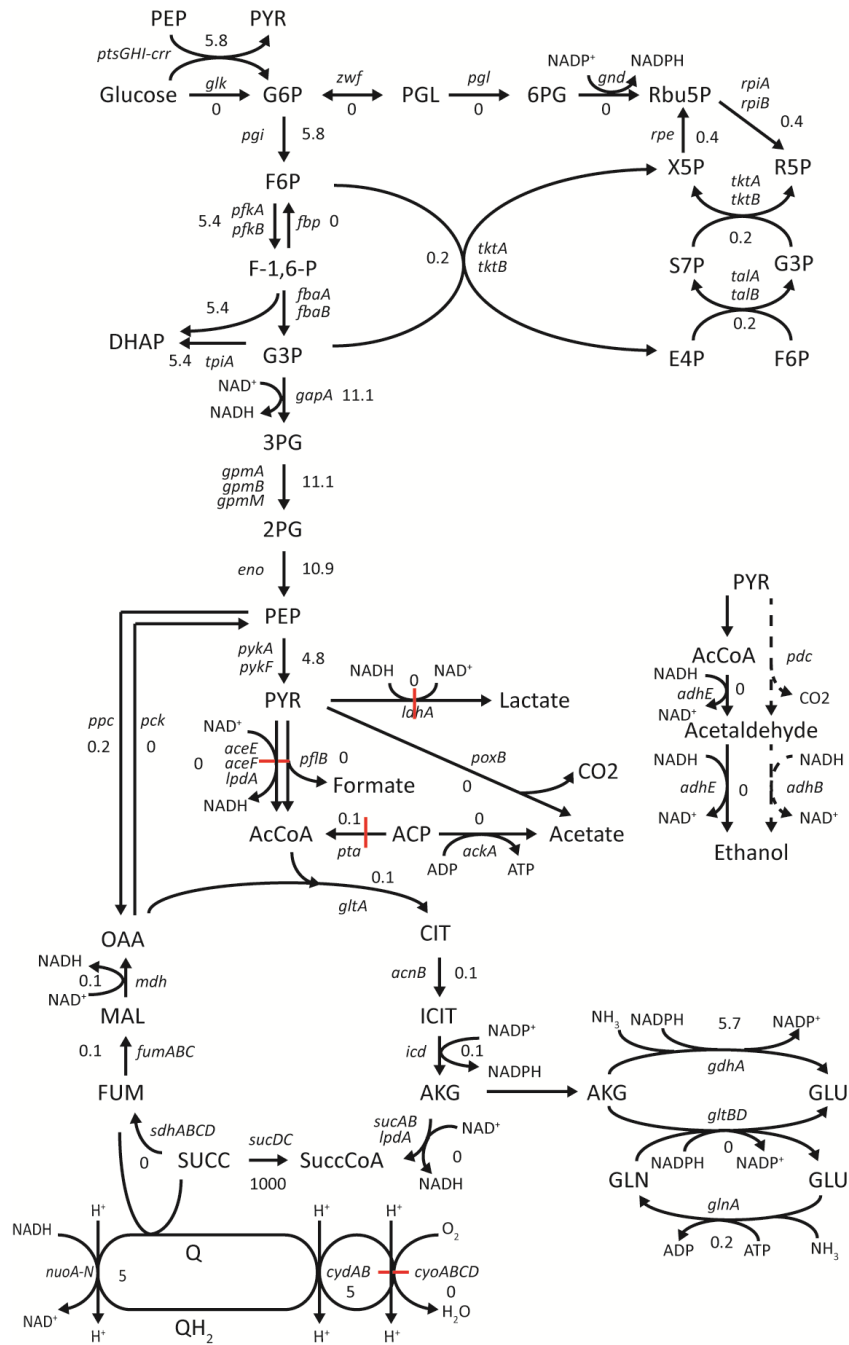 PEP PYR
5.8
ptsGHI-crr
Glucose glk G6P zwf PGL pgl 6PG NADP⁺ gnd NADPH Rbu5P rpiA
rpiB
0 0 0 0
pgi 5.8
rpe 0.4 0.4
F6P X5P R5P
5.4 pfkA
pfkB fbp 0
tktA
tktB
0.2
0.2 tktA
tktB
F-1,6-P S7P G3P
5.4 fbaA
fbaB
talA
talB
0.2
DHAP G3P E4P F6P
5.4 tpiA
NAD⁺
gapA 11.1
NADH
3PG
gpmA
gpmB
gpmM
11.1
2PG
eno 10.9
PEP
pykA
pykF
4.8
PYR
NADH NAD⁺
0
ldhA
Lactate
ppc
0.2
pck
0
NAD⁺
0 aceE
aceF
lpdA
NADH
pflB 0
Formate
poxB
0
CO2
AcCoA 0.1
pta
ACP 0
ackA
Acetate
ADP ATP
PYR
AcCoA
pdc
CO2
NADH
adhE 0
NAD⁺
Acetaldehyde
NADH NADH
adhE 0 adhB
NAD⁺ NAD⁺
Ethanol
0.1
gltA
OAA CIT
NADH
0.1 mdh
NAD⁺
acnB 0.1
MAL ICIT
0.1 fumABC
NADP⁺
icd 0.1
NADPH
FUM AKG AKG GLU
NH₃ NADPH 5.7 NADP⁺
gdhA
gltBD
0
NADPH NADP⁺
GLN GLU
glnA
ADP 0.2 ATP NH₃
sdhABCD
0
SUCC sucDC
1000
SuccCoA
sucAB
lpdA
NAD⁺
0
NADH
NADH H⁺ H⁺ H⁺ O₂
Q
nuoA-N 5 cydAB
5
cyoABCD
0
NAD⁺ H⁺ QH₂ H⁺ H⁺ H₂O